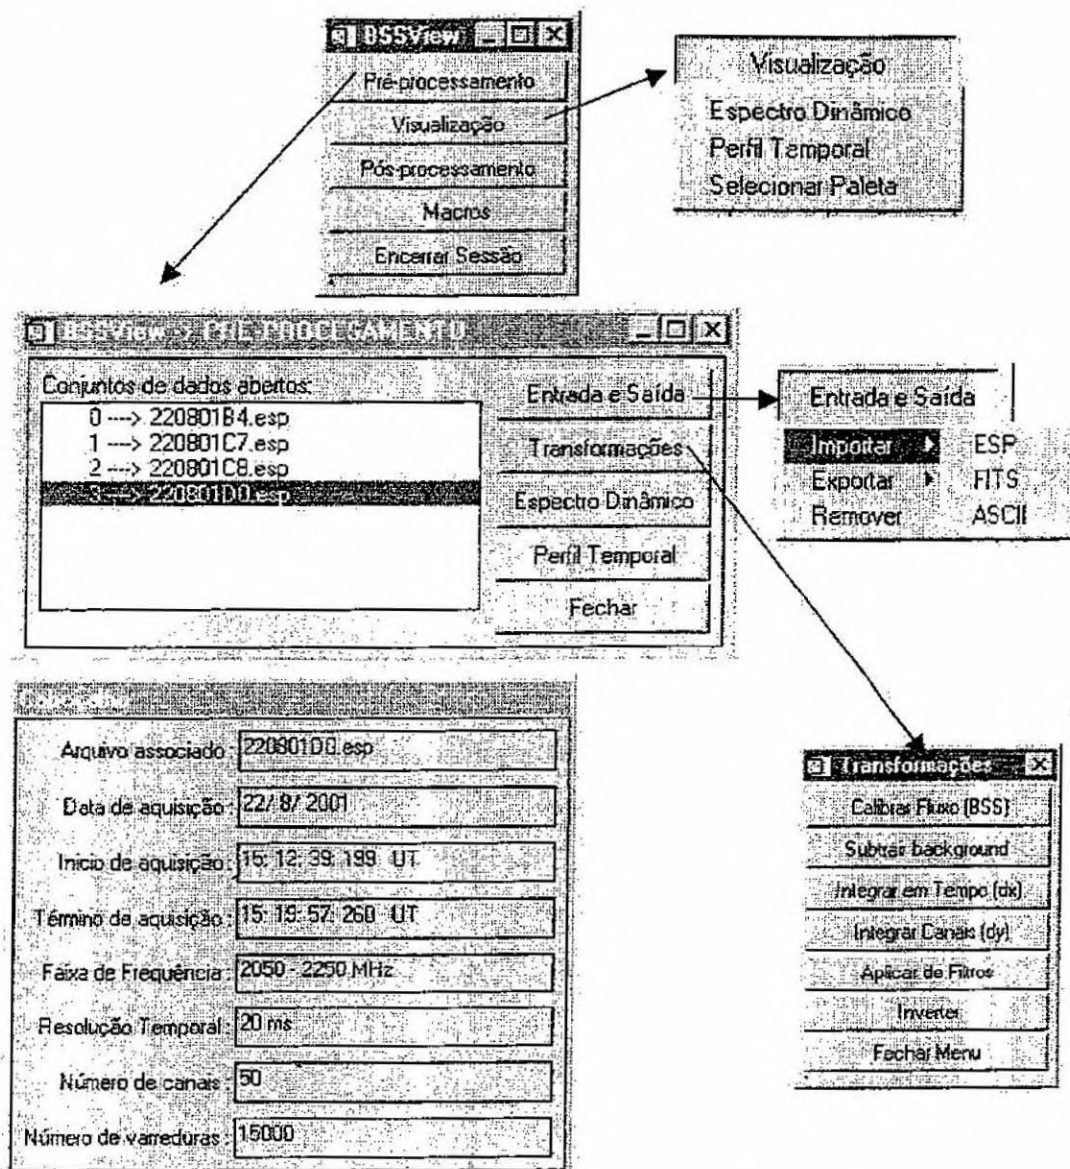 BSSView
Pré-processamento
Visualização
Pós-processamento
Macros
Encerrar Sessão
Visualização
Espectro Dinâmico
Perfil Temporal
Selecionar Paleta
BSSView ->
Conjuntos de dados abertos:
0 ----> 220801B4.esp
1 ----> 220801C7.esp
2 ----> 220801C8.esp
3 ----> 220801D0.esp
Entrada e Saída
Transformações
Espectro Dinâmico
Perfil Temporal
Fechar
Entrada e Saída
Importar
Exportar
Remover
ESP
FITS
ASCII
Arquivo associado : 220801D0.esp
Data de aquisição : 22/ 8/ 2001
Início de aquisição : 15: 12: 39: 199 UT
Término de aquisição : 15: 19: 57: 260 UT
Faixa de Frequência : 2050 - 2250 MHz
Resolução Temporal : 20 ms
Número de canais : 50
Número de varreduras : 15000
Transformações
Calibrar Fluxo (BSS)
Subtrair background
Integrar em Tempo (dx)
Integrar Canais (dy)
Aplicar de Filtros
Inverter
Fechar Menu